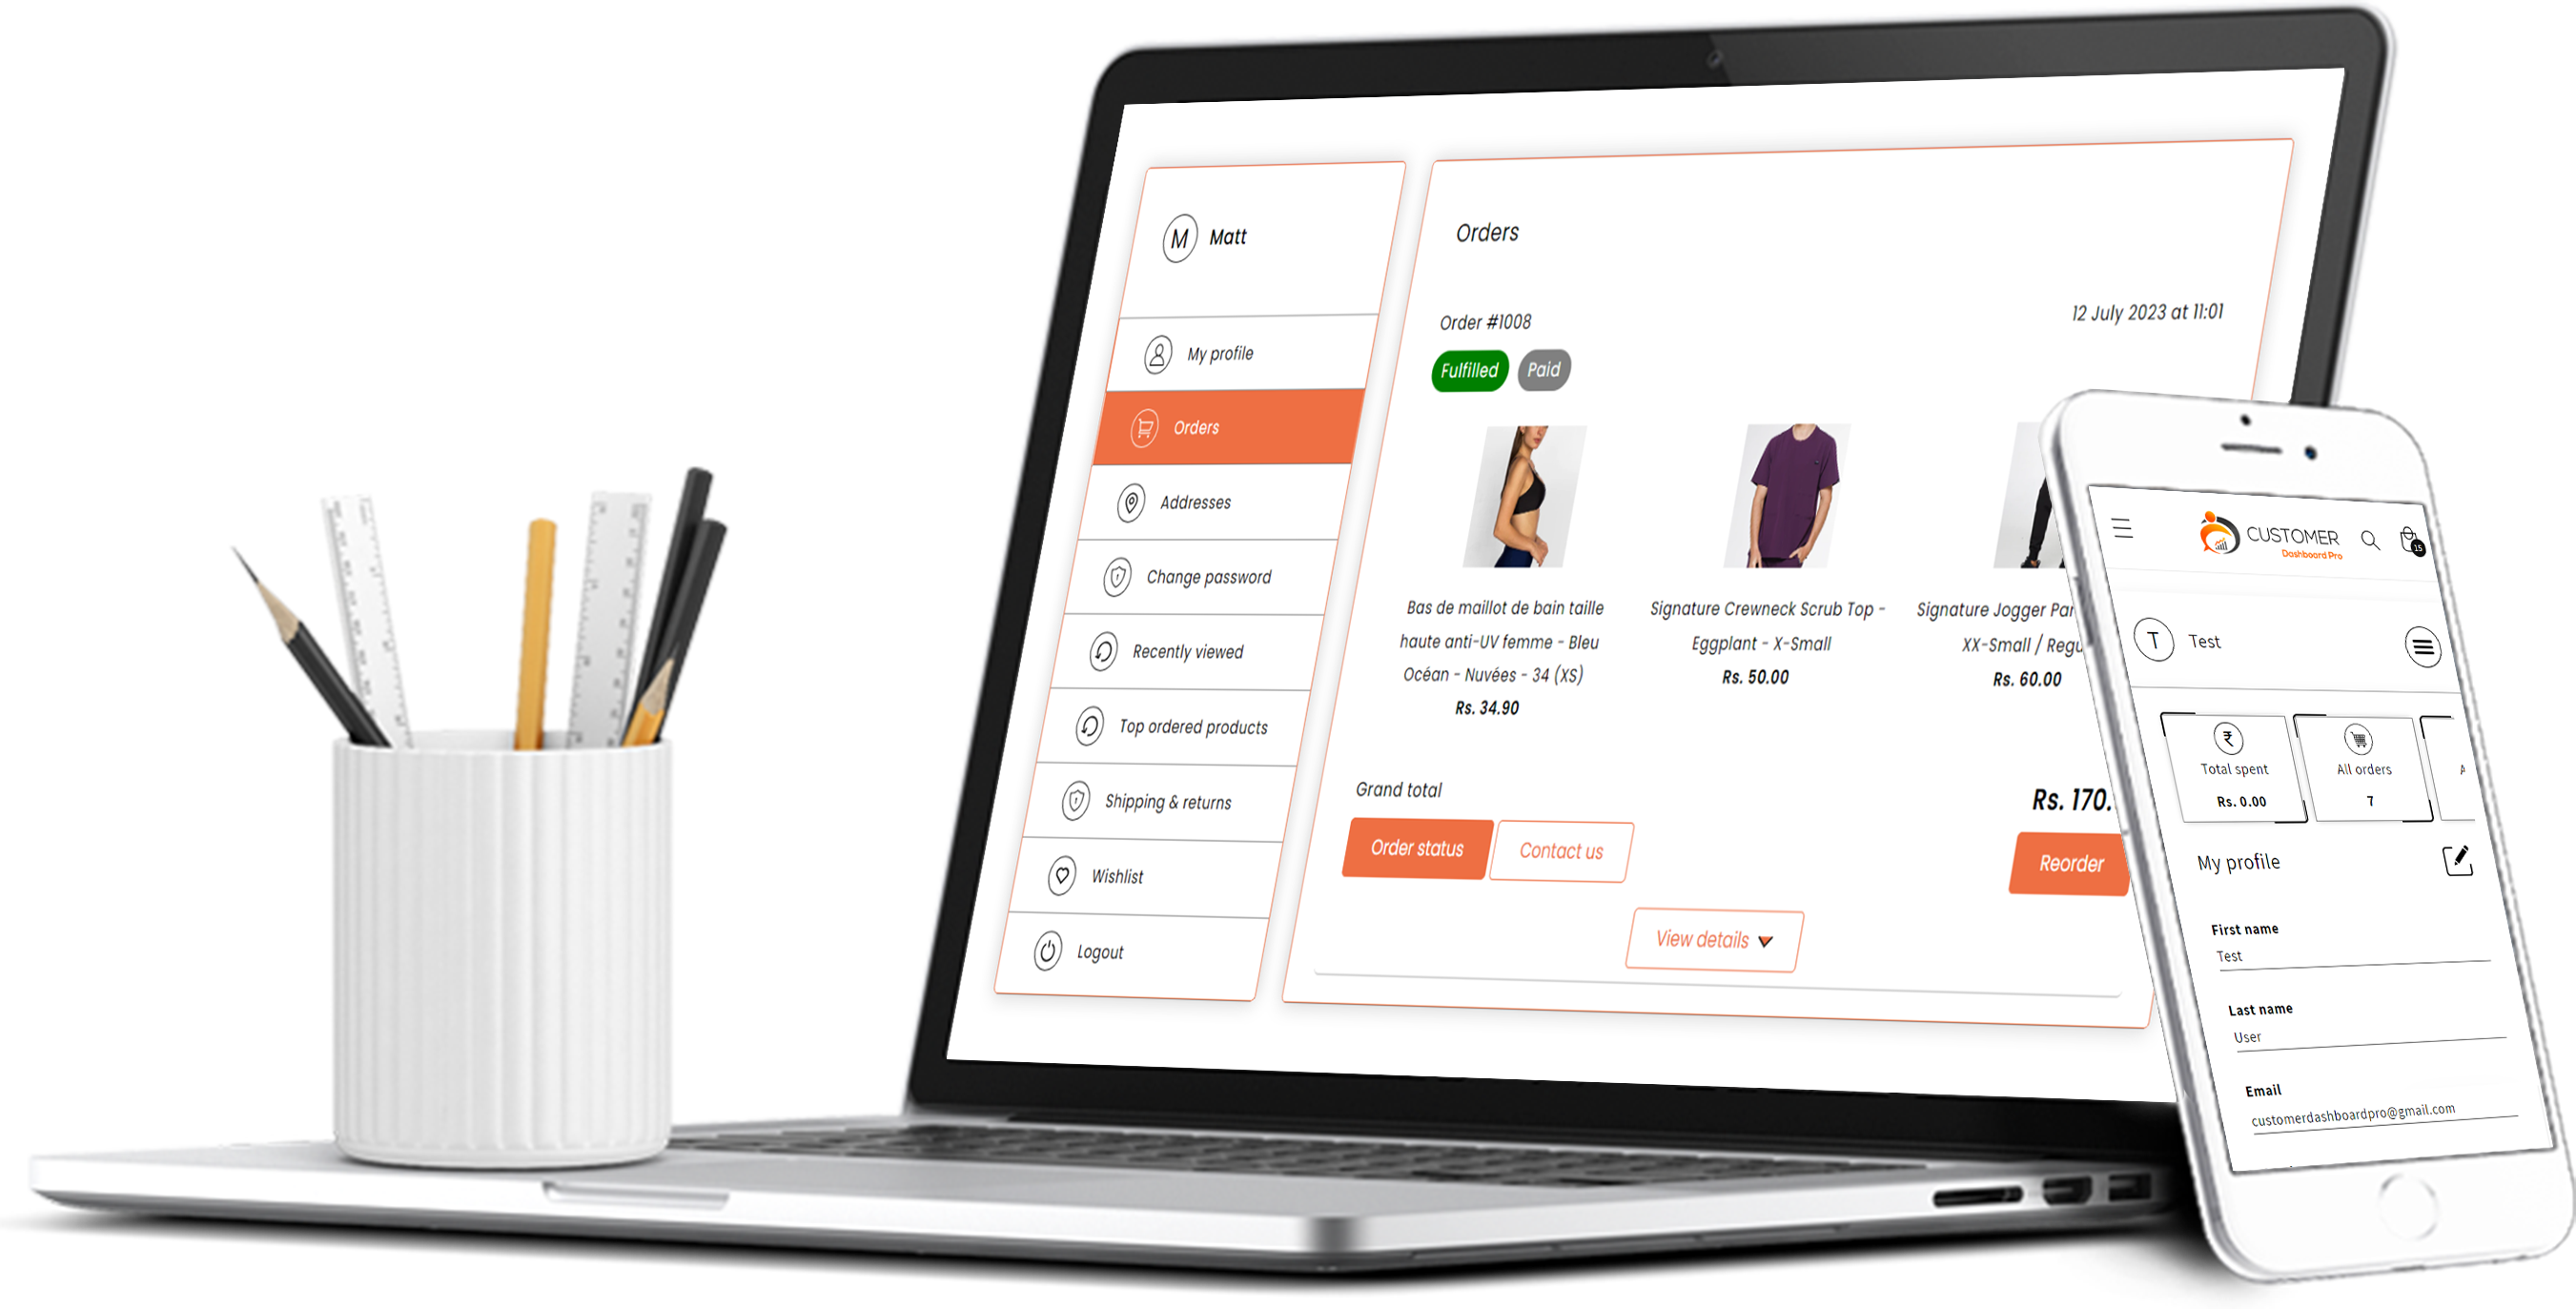 Matt
My profile
Orders
Addresses
Change password
Recently viewed
Top ordered products
Shipping & returns
Wishlist
Logout
Orders
Order #1008
12 July 2023 at 11:01
Fulfilled
Paid
Bas de maillot de bain taille
haute anti-UV femme - Bleu
Océan - Nuvées - 34 (XS)
Rs. 34.90
Signature Crewneck Scrub Top -
Eggplant - X-Small
Rs. 50.00
Signature Jogger
XX-Small /
Rs. 60.00
Grand total
Rs. 170.
Order status
Contact us
Reorder
View details
CUSTOMER
Dashboard Pro
15
T
Test
Total spent
Rs. 0.00
All orders
7
My profile
First name
Test
Last name
User
Email
customerdashboardpro@gmail.com